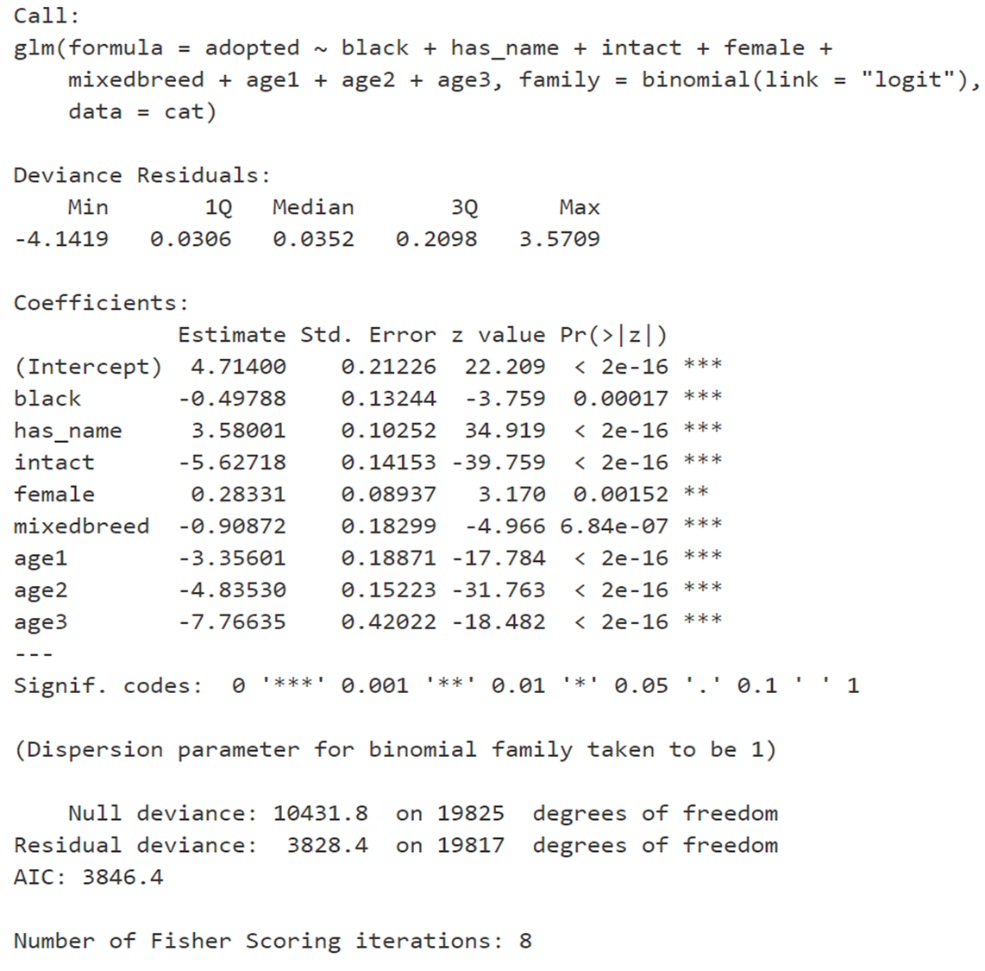 Call:
glm(formula = adopted ~ black + has_name + intact + female +
    mixedbreed + age1 + age2 + age3, family = binomial(link = "logit"),
    data = cat)

Deviance Residuals:
    Min       1Q   Median       3Q      Max
-4.1419   0.0306   0.0352   0.2098   3.5709

Coefficients:
            Estimate Std. Error z value Pr(>|z|)
(Intercept)  4.71400    0.21226  22.209  < 2e-16 ***
black       -0.49788    0.13244  -3.759  0.00017 ***
has_name     3.58001    0.10252  34.919  < 2e-16 ***
intact      -5.62718    0.14153 -39.759  < 2e-16 ***
female       0.28331    0.08937   3.170  0.00152 **
mixedbreed  -0.90872    0.18299  -4.966 6.84e-07 ***
age1        -3.35601    0.18871 -17.784  < 2e-16 ***
age2        -4.83530    0.15223 -31.763  < 2e-16 ***
age3        -7.76635    0.42022 -18.482  < 2e-16 ***
---
Signif. codes:  0 '***' 0.001 '**' 0.01 '*' 0.05 '.' 0.1 ' ' 1

(Dispersion parameter for binomial family taken to be 1)

    Null deviance: 10431.8  on 19825  degrees of freedom
Residual deviance:  3828.4  on 19817  degrees of freedom
AIC: 3846.4

Number of Fisher Scoring iterations: 8